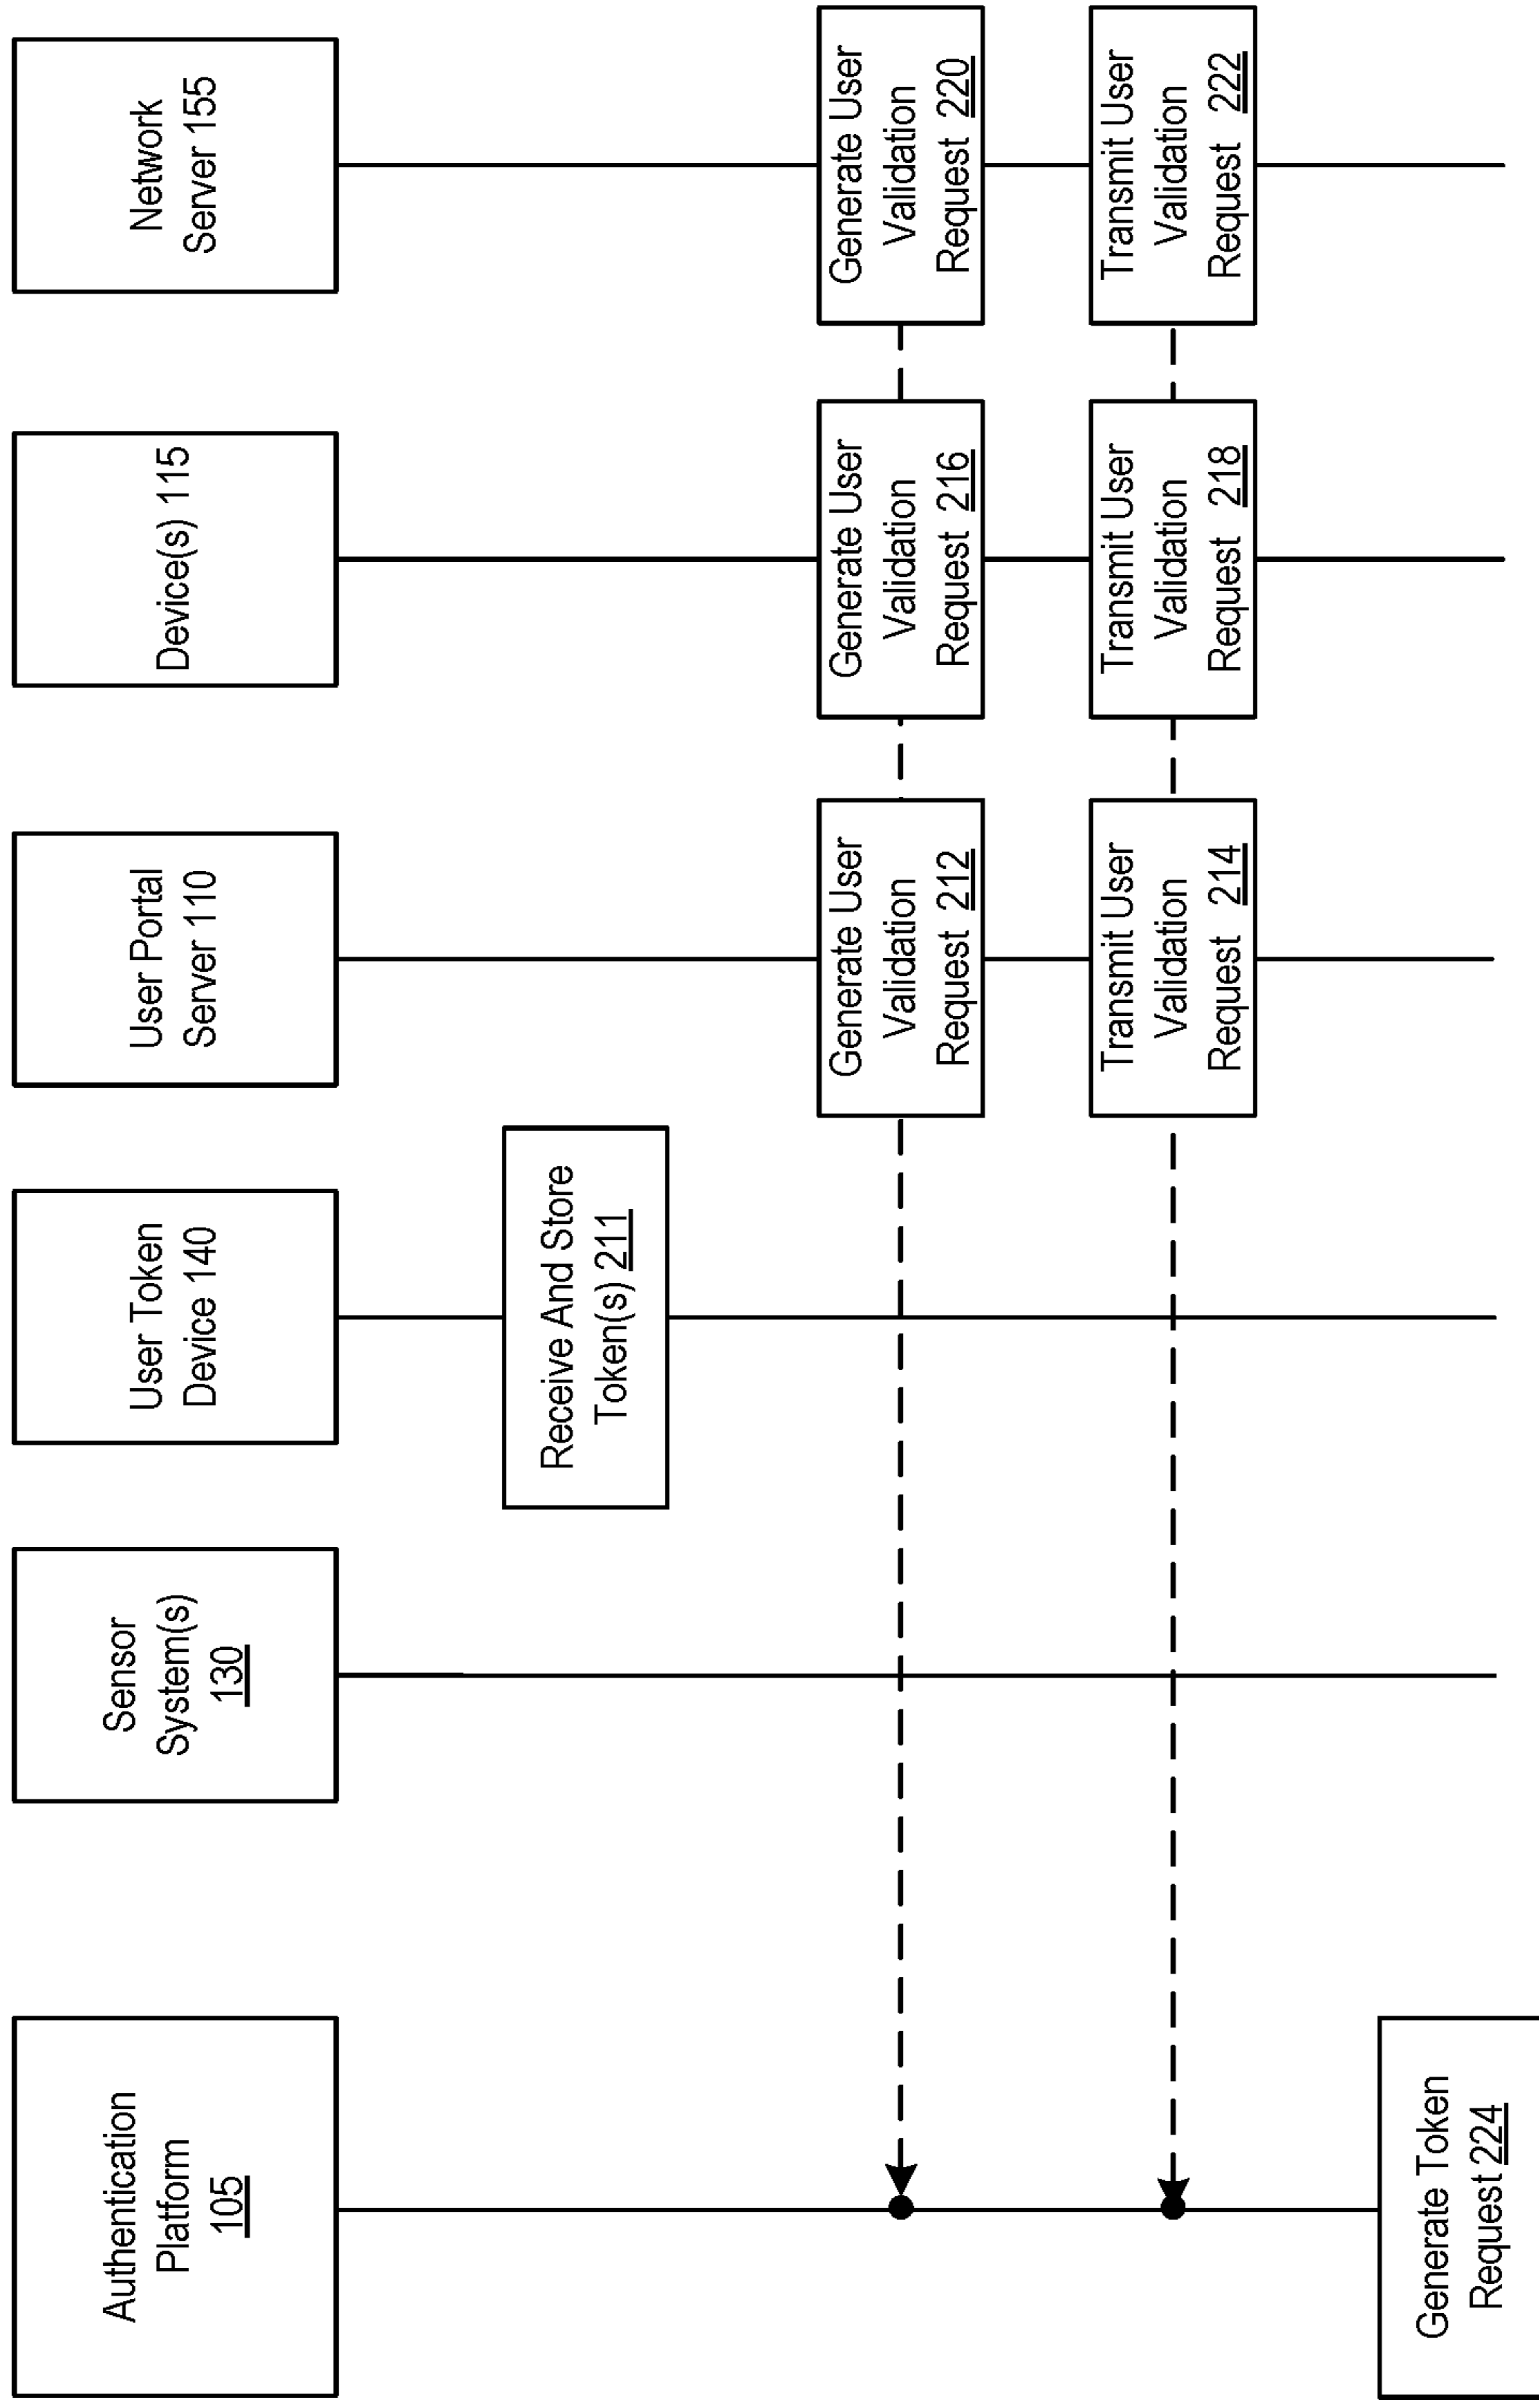 Authentication
Platform
105
Sensor
System(s)
130
User Token
Device 140
User Portal
Server 110
Device(s) 115
Network
Server 155
Receive And Store
Token(s) 211
Generate User
Validation
Request 212
Generate User
Validation
Request 216
Generate User
Validation
Request 220
Transmit User
Validation
Request 214
Transmit User
Validation
Request 218
Transmit User
Validation
Request 222
Generate Token
Request 224